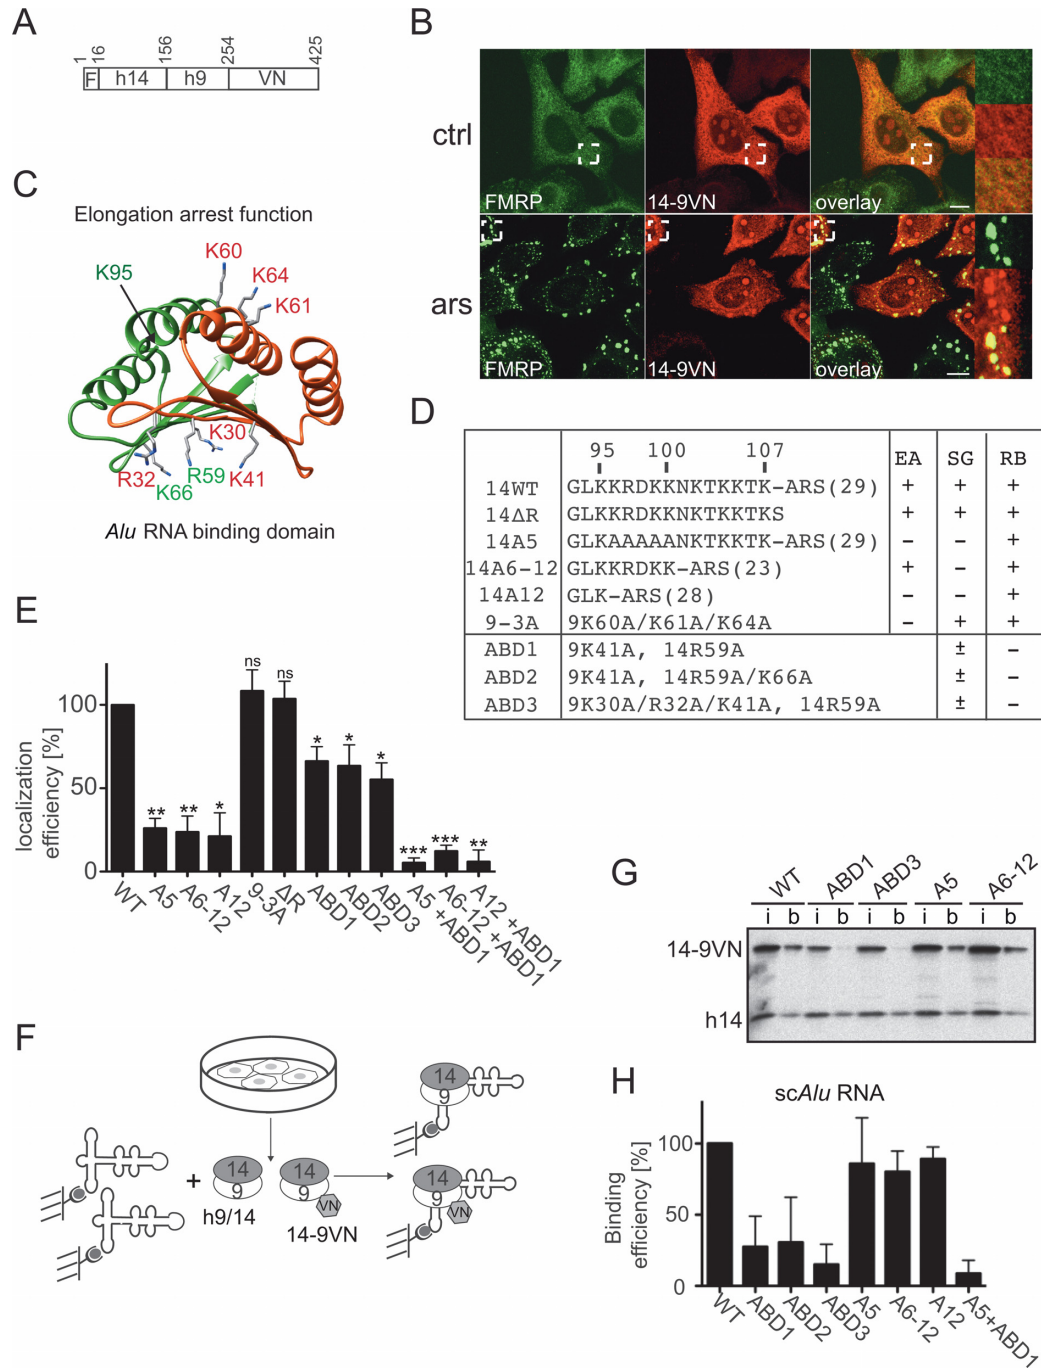 A
1
16
156
254
425
F h14 h9 VN
B
ctrl
FMRP 14-9VN overlay
ars
FMRP 14-9VN overlay
C
Elongation arrest function
K60
K95
K64
K61
K30
R32 R59 K41
K66
Alu RNA binding domain
D
95 100 107 EA SG RB
14WT GLKKRDKKNKTKKTK-ARS(29) + + +
14ΔR GLKKRDKKNKTKKTKS + + +
14A5 GLKAAAAANKTKKTK-ARS(29) – – +
14A6-12 GLKKRDKK-ARS(23) + – +
14A12 GLK-ARS(28) – – +
9-3A 9K60A/K61A/K64A – + +
ABD1 9K41A, 14R59A ± –
ABD2 9K41A, 14R59A/K66A ± –
ABD3 9K30A/R32A/K41A, 14R59A ± –
E
localization
efficiency [%]
100
50
0
** ** * ns ns * * * *** *** **
WT A5 A6-12 A12 9-3A ΔR ABD1 ABD2 ABD3 A5 +ABD1 A6-12 +ABD1 A12 +ABD1
F
14
9
+
14
9
h9/14
14
9
VN
14-9VN
14
9
14
9
VN
G
WT ABD1 ABD3 A5 A6-12
i b i b i b i b i b
14-9VN
h14
H
scAlu RNA
Binding
efficiency [%]
100
50
0
WT ABD1 ABD2 ABD3 A5 A6-12 A12 A5+ABD1